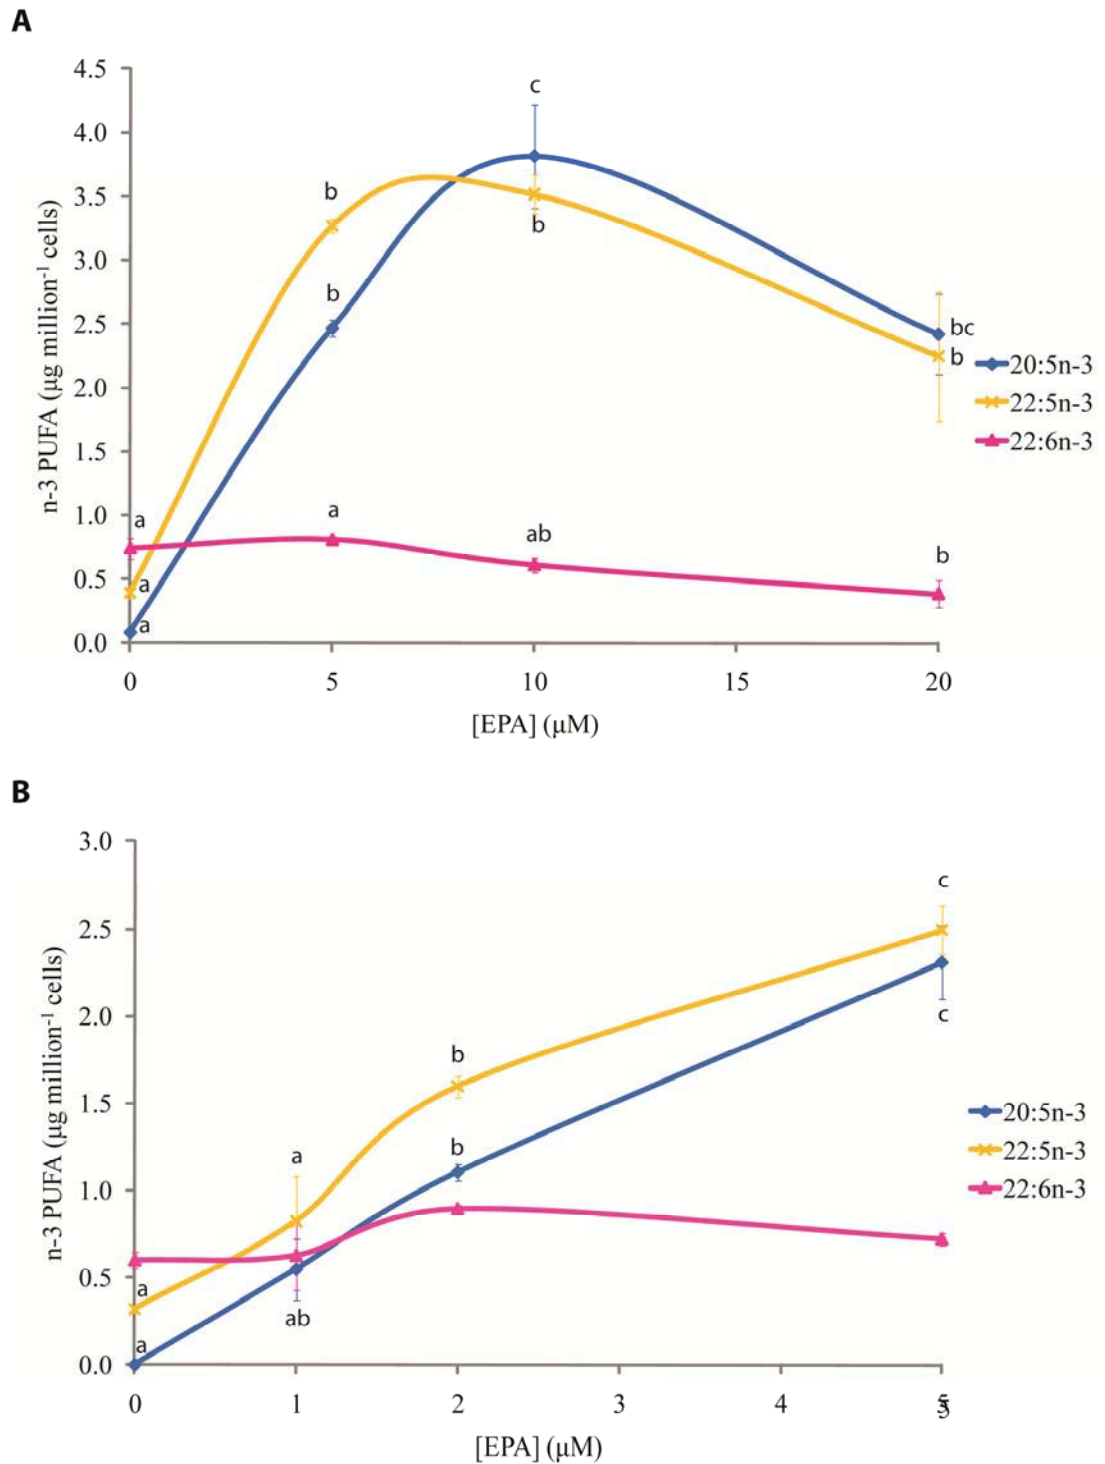 A
n-3 PUFA (µg million⁻¹ cells)
4.5
4.0
3.5
3.0
2.5
2.0
1.5
1.0
0.5
0.0
c
b
b
b
bc
b
a
a
ab
b
a
a
20:5n-3
22:5n-3
22:6n-3
0 5 10 15 20
[EPA] (µM)
B
n-3 PUFA (µg million⁻¹ cells)
3.0
2.5
2.0
1.5
1.0
0.5
0.0
c
c
b
a
b
a
ab
a
20:5n-3
22:5n-3
22:6n-3
0 1 2 3 4
[EPA] (µM)